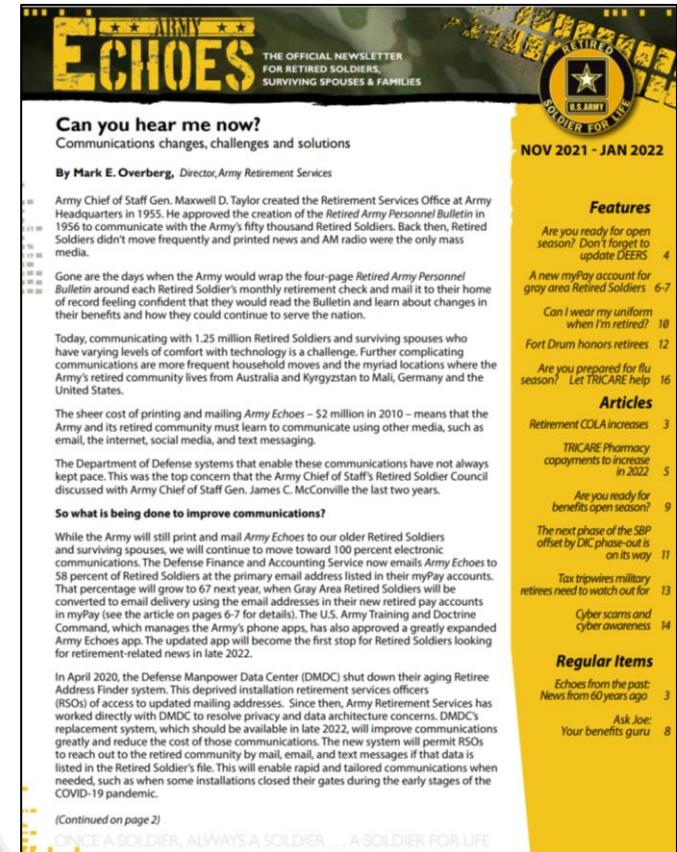 ARMY
ECHOES
THE OFFICIAL NEWSLETTER
FOR RETIRED SOLDIERS,
SURVIVING SPOUSES & FAMILIES
RETIRED
U.S. ARMY
SOLDIER FOR LIFE
NOV 2021 - JAN 2022
Can you hear me now?
Communications changes, challenges and solutions
By Mark E. Overberg, Director, Army Retirement Services
Army Chief of Staff Gen. Maxwell D. Taylor created the Retirement Services Office at Army
Headquarters in 1955. He approved the creation of the Retired Army Personnel Bulletin in
1956 to communicate with the Army's fifty thousand Retired Soldiers. Back then, Retired
Soldiers didn't move frequently and printed news and AM radio were the only mass
media.
Gone are the days when the Army would wrap the four-page Retired Army Personnel
Bulletin around each Retired Soldier's monthly retirement check and mail it to their home
of record feeling confident that they would read the Bulletin and learn about changes in
their benefits and how they could continue to serve the nation.
Today, communicating with 1.25 million Retired Soldiers and surviving spouses who
have varying levels of comfort with technology is a challenge. Further complicating
communications are more frequent household moves and the myriad locations where the
Army's retired community lives from Australia and Kyrgyzstan to Mali, Germany and the
United States.
The sheer cost of printing and mailing Army Echoes – $2 million in 2010 – means that the
Army and its retired community must learn to communicate using other media, such as
email, the internet, social media, and text messaging.
The Department of Defense systems that enable these communications have not always
kept pace. This was the top concern that the Army Chief of Staff's Retired Soldier Council
discussed with Army Chief of Staff Gen. James C. McConville the last two years.
So what is being done to improve communications?
While the Army will still print and mail Army Echoes to our older Retired Soldiers
and surviving spouses, we will continue to move toward 100 percent electronic
communications. The Defense Finance and Accounting Service now emails Army Echoes to
58 percent of Retired Soldiers at the primary email address listed in their myPay accounts.
That percentage will grow to 67 next year, when Gray Area Retired Soldiers will be
converted to email delivery using the email addresses in their new retired pay accounts
in myPay (see the article on pages 6-7 for details). The U.S. Army Training and Doctrine
Command, which manages the Army's phone apps, has also approved a greatly expanded
Army Echoes app. The updated app will become the first stop for Retired Soldiers looking
for retirement-related news in late 2022.
In April 2020, the Defense Manpower Data Center (DMDC) shut down their aging Retiree
Address Finder system. This deprived installation retirement services officers
(RSOs) of access to updated mailing addresses. Since then, Army Retirement Services has
worked directly with DMDC to resolve privacy and data architecture concerns. DMDC's
replacement system, which should be available in late 2022, will improve communications
greatly and reduce the cost of those communications. The new system will permit RSOs
to reach out to the retired community by mail, email, and text messages if that data is
listed in the Retired Soldier's file. This will enable rapid and tailored communications when
needed, such as when some installations closed their gates during the early stages of the
COVID-19 pandemic.
(Continued on page 2)
Features
Are you ready for open
season? Don't forget to
update DEERS 4
A new myPay account for
gray area Retired Soldiers 6-7
Can I wear my uniform
when I'm retired? 10
Fort Drum honors retirees 12
Are you prepared for flu
season? Let TRICARE help 16
Articles
Retirement COLA increases 3
TRICARE Pharmacy
copayments to increase
in 2022 5
Are you ready for
benefits open season? 9
The next phase of the SBP
offset by DIC phase-out is
on its way 11
Tax tripwires military
retirees need to watch out for 13
Cyber scams and
cyber awareness 14
Regular Items
Echoes from the past:
News from 60 years ago 3
Ask Joe:
Your benefits guru 8
ONCE A SOLDIER, ALWAYS A SOLDIER . . . A SOLDIER FOR LIFE